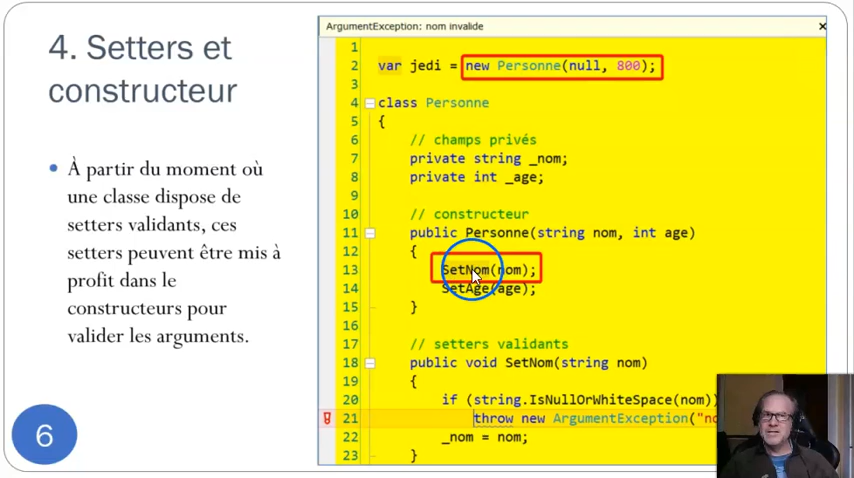 4. Setters et
constructeur
À partir du moment où
une classe dispose de
setters validants, ces
setters peuvent être mis à
profit dans le
constructeurs pour
valider les arguments.
6
ArgumentException: nom invalide
1
2 var jedi = new Personne(null, 800);
3
4 class Personne
5 {
6 // champs privés
7 private string _nom;
8 private int _age;
9
10 // constructeur
11 public Personne(string nom, int age)
12 {
13 SetNom(nom);
14 SetAge(age);
15 }
16
17 // setters validants
18 public void SetNom(string nom)
19 {
20 if (string.IsNullOrWhiteSpace(nom))
21 throw new ArgumentException("no
22 _nom = nom;
23 }